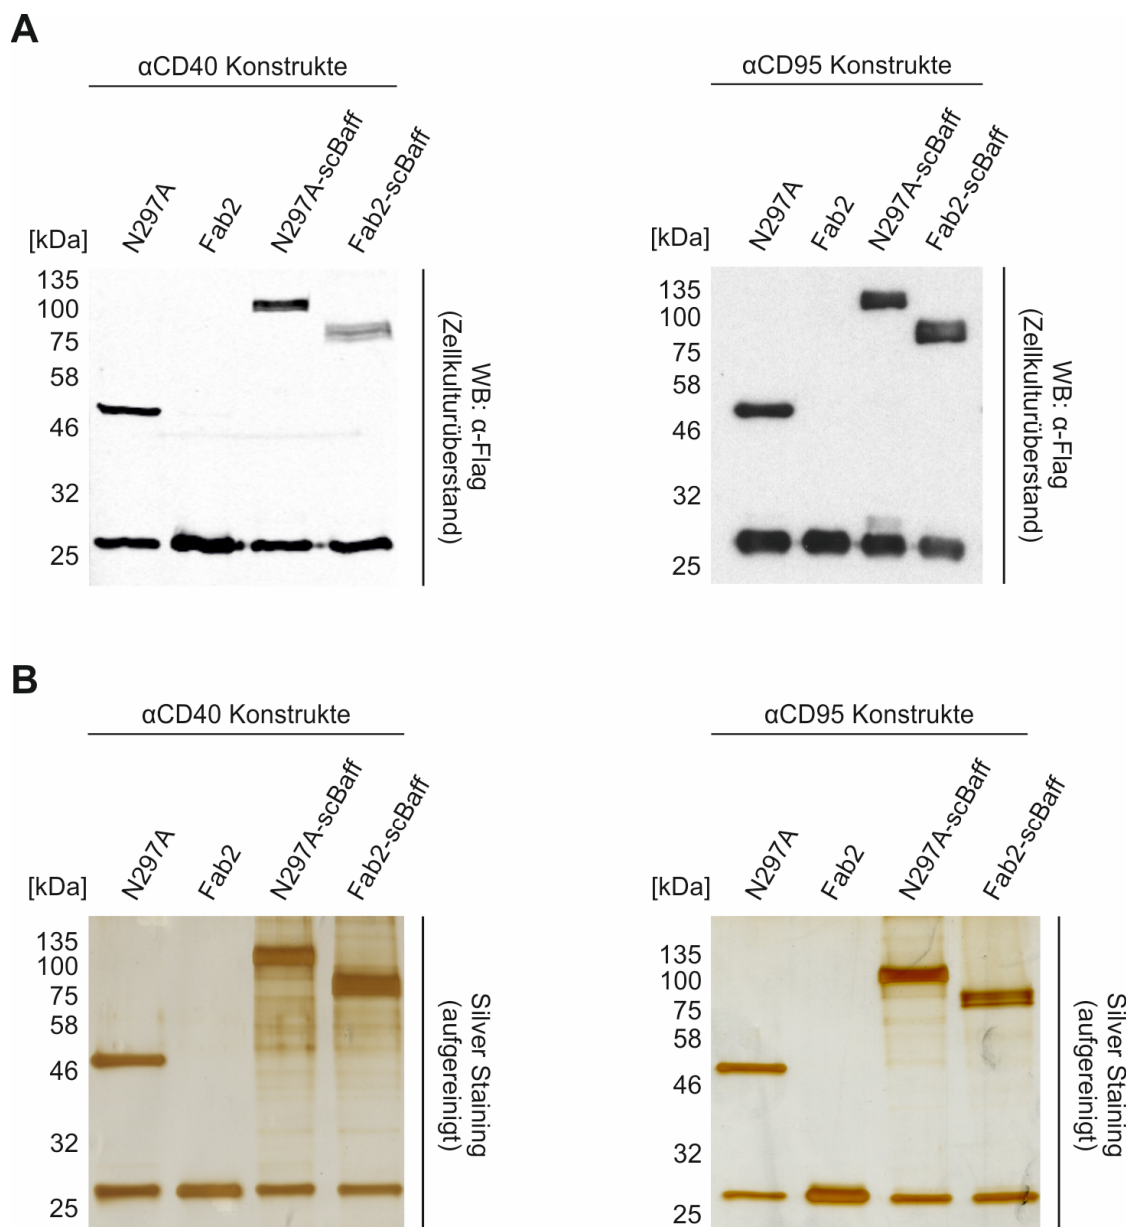 A
αCD40 Konstrukte
N297A
Fab2
N297A-scBaff
Fab2-scBaff
[kDa]
135
100
75
58
46
32
25
WB: α-Flag
(Zellkulturüberstand)
αCD95 Konstrukte
N297A
Fab2
N297A-scBaff
Fab2-scBaff
[kDa]
135
100
75
58
46
32
25
WB: α-Flag
(Zellkulturüberstand)
B
αCD40 Konstrukte
N297A
Fab2
N297A-scBaff
Fab2-scBaff
[kDa]
135
100
75
58
46
32
25
Silver Staining
(aufgereinigt)
αCD95 Konstrukte
N297A
Fab2
N297A-scBaff
Fab2-scBaff
[kDa]
135
100
75
58
46
32
25
Silver Staining
(aufgereinigt)